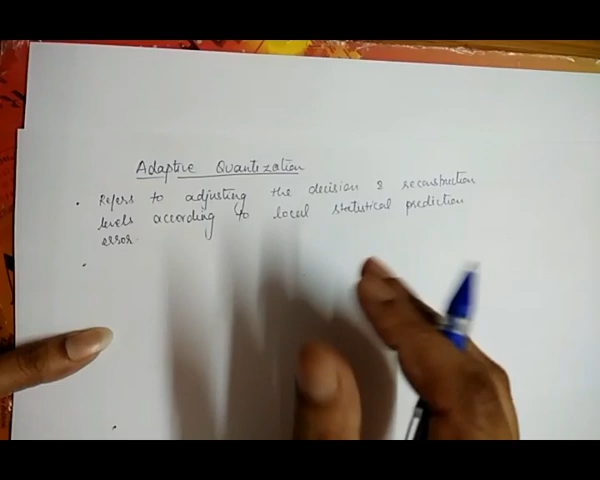 Adaptive Quantization
. Refers to adjusting the decision & reconstruction
levels according to local statistical prediction
error.
.